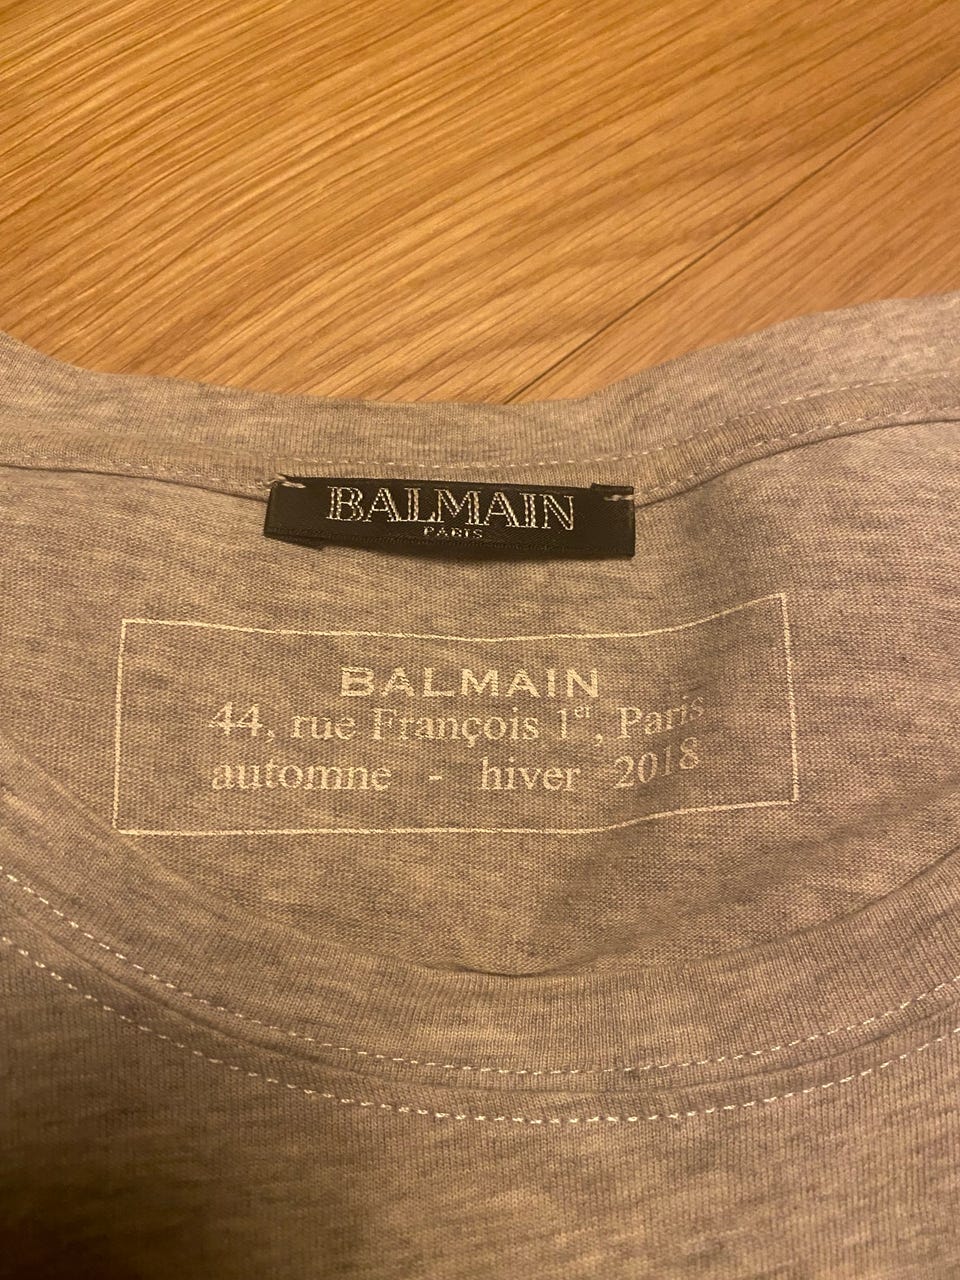 BALMAIN
PARIS
BALMAIN
44, rue François 1er, Paris
automne - hiver 2018